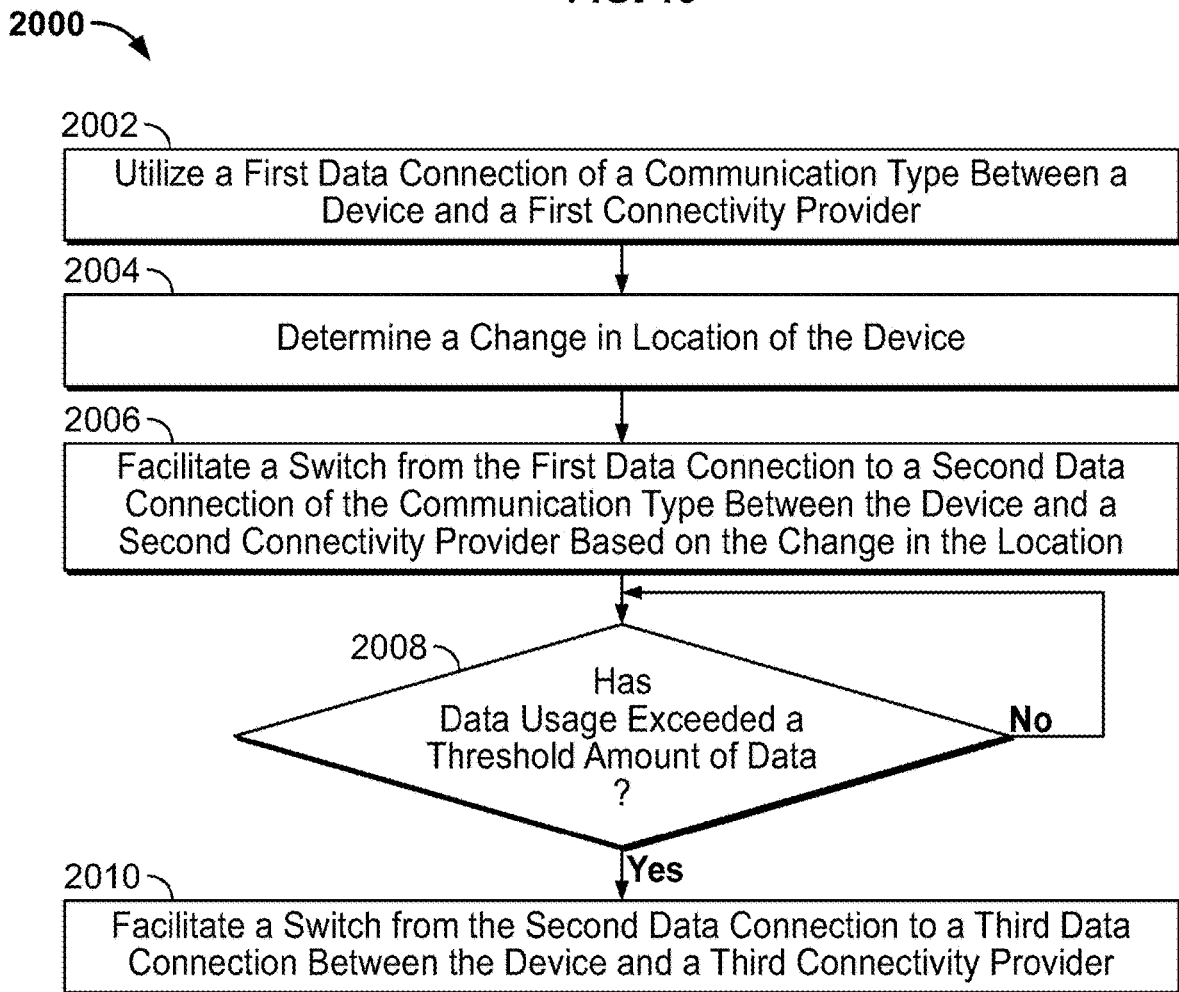 2000
2002
Utilize a First Data Connection of a Communication Type Between a
Device and a First Connectivity Provider
2004
Determine a Change in Location of the Device
2006
Facilitate a Switch from the First Data Connection to a Second Data
Connection of the Communication Type Between the Device and a
Second Connectivity Provider Based on the Change in the Location
2008
Has
Data Usage Exceeded a
Threshold Amount of Data
?
No
Yes
2010
Facilitate a Switch from the Second Data Connection to a Third Data
Connection Between the Device and a Third Connectivity Provider